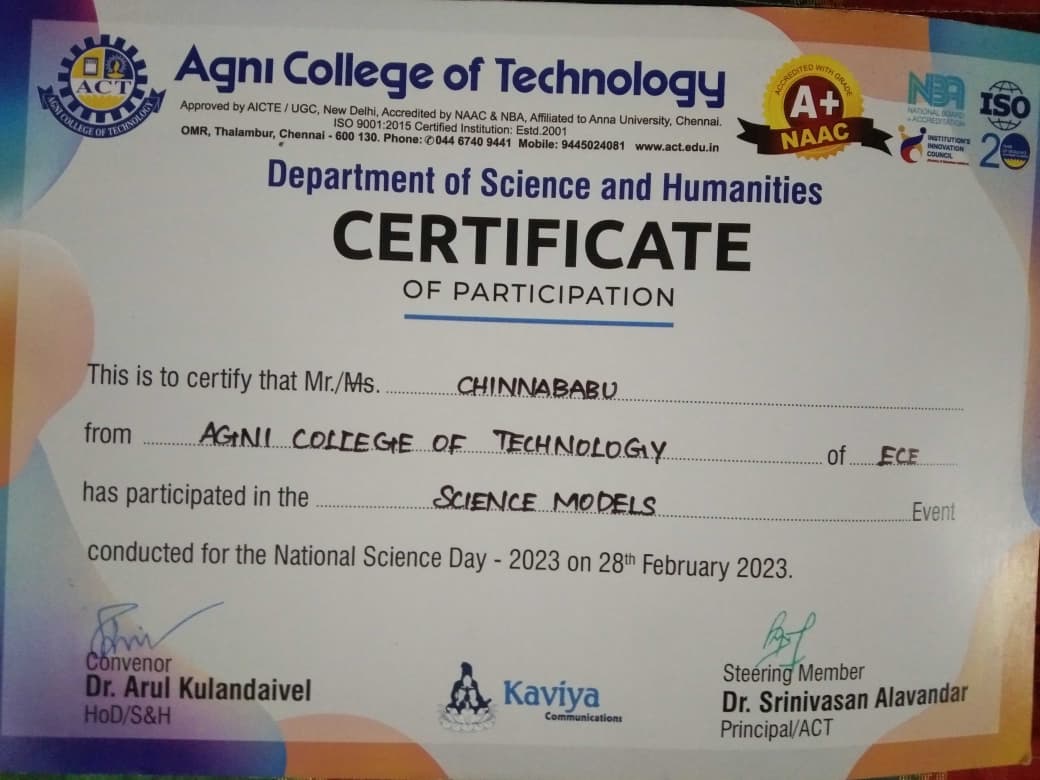 ACT
AGNI COLLEGE OF TECHNOLOGY
Agni College of Technology
Approved by AICTE / UGC, New Delhi, Accredited by NAAC & NBA, Affiliated to Anna University, Chennai.
ISO 9001:2015 Certified Institution: Estd.2001
OMR, Thalambur, Chennai - 600 130. Phone: ✆044 6740 9441 Mobile: 9445024081 www.act.edu.in
ACCREDITED WITH GRADE
A+
NAAC
NBA
NATIONAL BOARD
of ACCREDITATION
ISO
INSTITUTION'S
INNOVATION
COUNCIL
20
Department of Science and Humanities
CERTIFICATE
OF PARTICIPATION
This is to certify that Mr./Ms. CHINNABABU
from AGNI COLLEGE OF TECHNOLOGY of ECE
has participated in the SCIENCE MODELS Event
conducted for the National Science Day - 2023 on 28th February 2023.
Convenor
Dr. Arul Kulandaivel
HoD/S&H
Kaviya
Communications
Steering Member
Dr. Srinivasan Alavandar
Principal/ACT